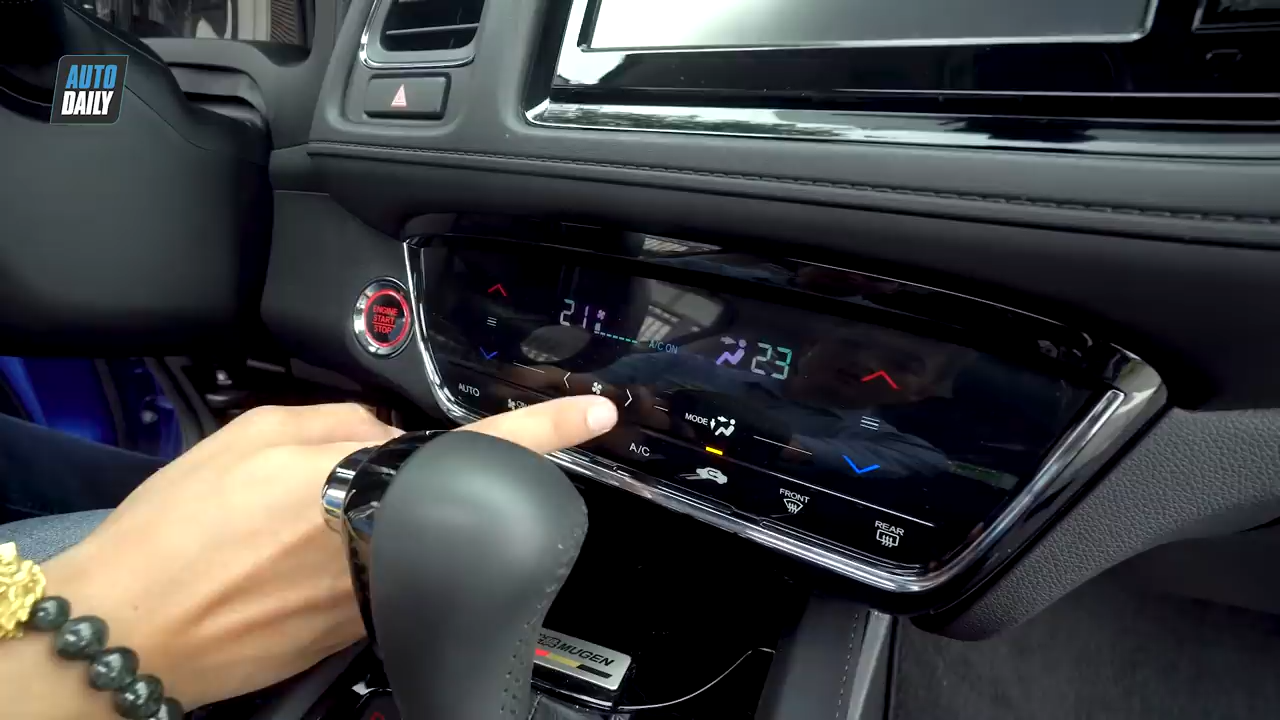 AUTO
DAILY
ENGINE
START
STOP
21
A/C ON
23
AUTO
MODE
A/C
FRONT
REAR
MUGEN